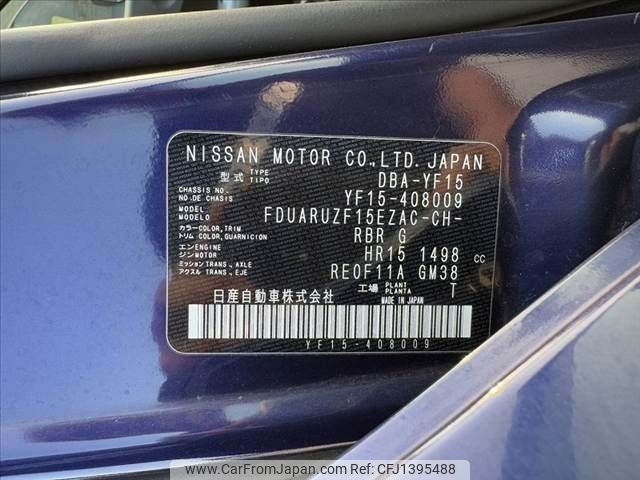 NISSAN MOTOR CO.,LTD. JAPAN
型式 TYPE TIPO DBA-YF15
CHASSIS NO. NO.DE CHASIS YF15-408009
MODEL MODELO FDUARUZF15EZAC-CH-
カラー COLOR, TRIM トリム COLOR, GUARNICION RBR G
エンジン ENGINE MOTOR HR15 1498 cc
ミッション TRANS., AXLE アクスル TRANS., EJE RE0F11A GM38
工場 PLANT PLANTA T
日産自動車株式会社 MADE IN JAPAN
YF15-408009
www.CarFromJapan.com - CFJ1395488